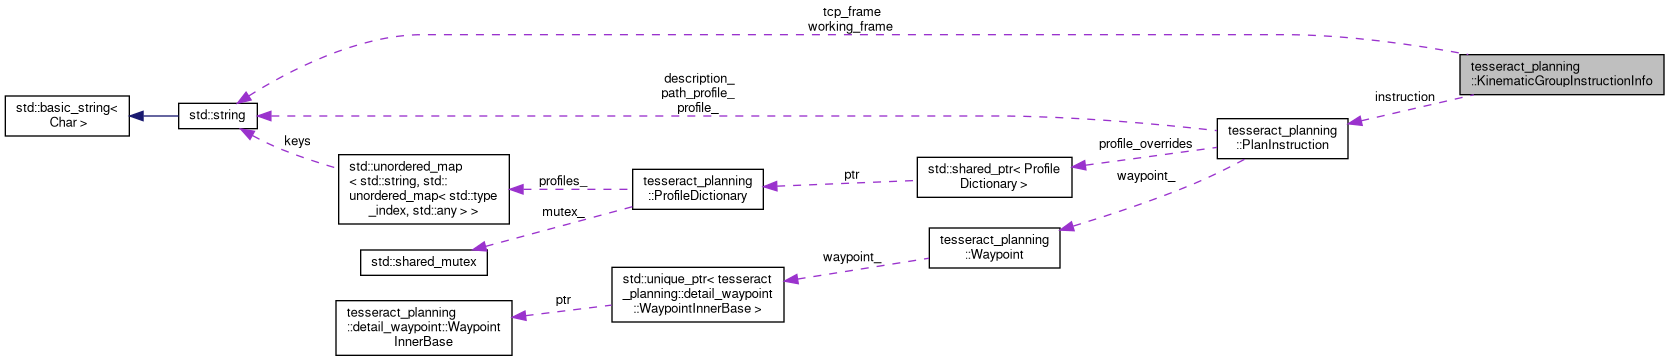 tcp_frame
working_frame
tesseract_planning
::KinematicGroupInstructionInfo
description_
path_profile_
profile_
instruction
std::basic_string<
Char >
std::string
tesseract_planning
::PlanInstruction
keys
profile_overrides
std::unordered_map
< std::string, std::
unordered_map< std::type
_index, std::any > >
profiles_
tesseract_planning
::ProfileDictionary
ptr
std::shared_ptr< Profile
Dictionary >
waypoint_
mutex_
std::shared_mutex
tesseract_planning
::Waypoint
waypoint_
std::unique_ptr< tesseract
_planning::detail_waypoint
::WaypointInnerBase >
ptr
tesseract_planning
::detail_waypoint::Waypoint
InnerBase